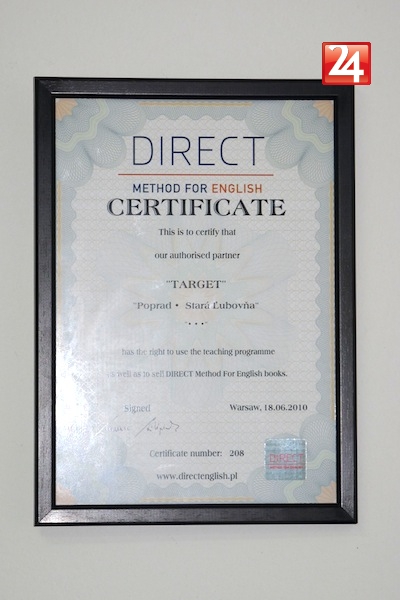 24
DIRECT
METHOD FOR ENGLISH
CERTIFICATE
This is to certify that
our authorised partner
"TARGET"
"Poprad • Stará Ľubovňa"
"• • •"
has the right to use the teaching programme
as well as to sell DIRECT Method For English books.
Signed Warsaw, 18.06.2010
Certificate number: 208
DIRECT
www.directenglish.pl